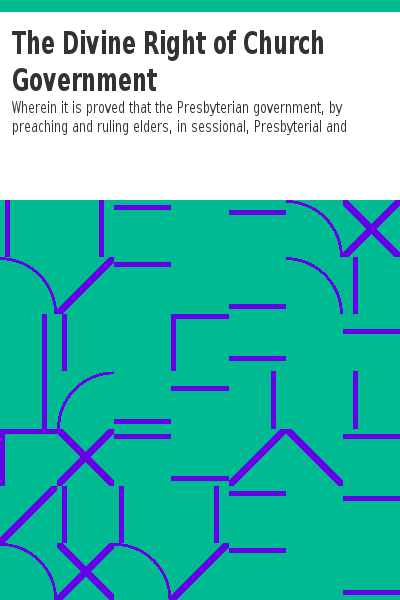 The Divine Right of Church
Government
Wherein it is proved that the Presbyterian government, by
preaching and ruling elders, in sessional, Presbyterial and